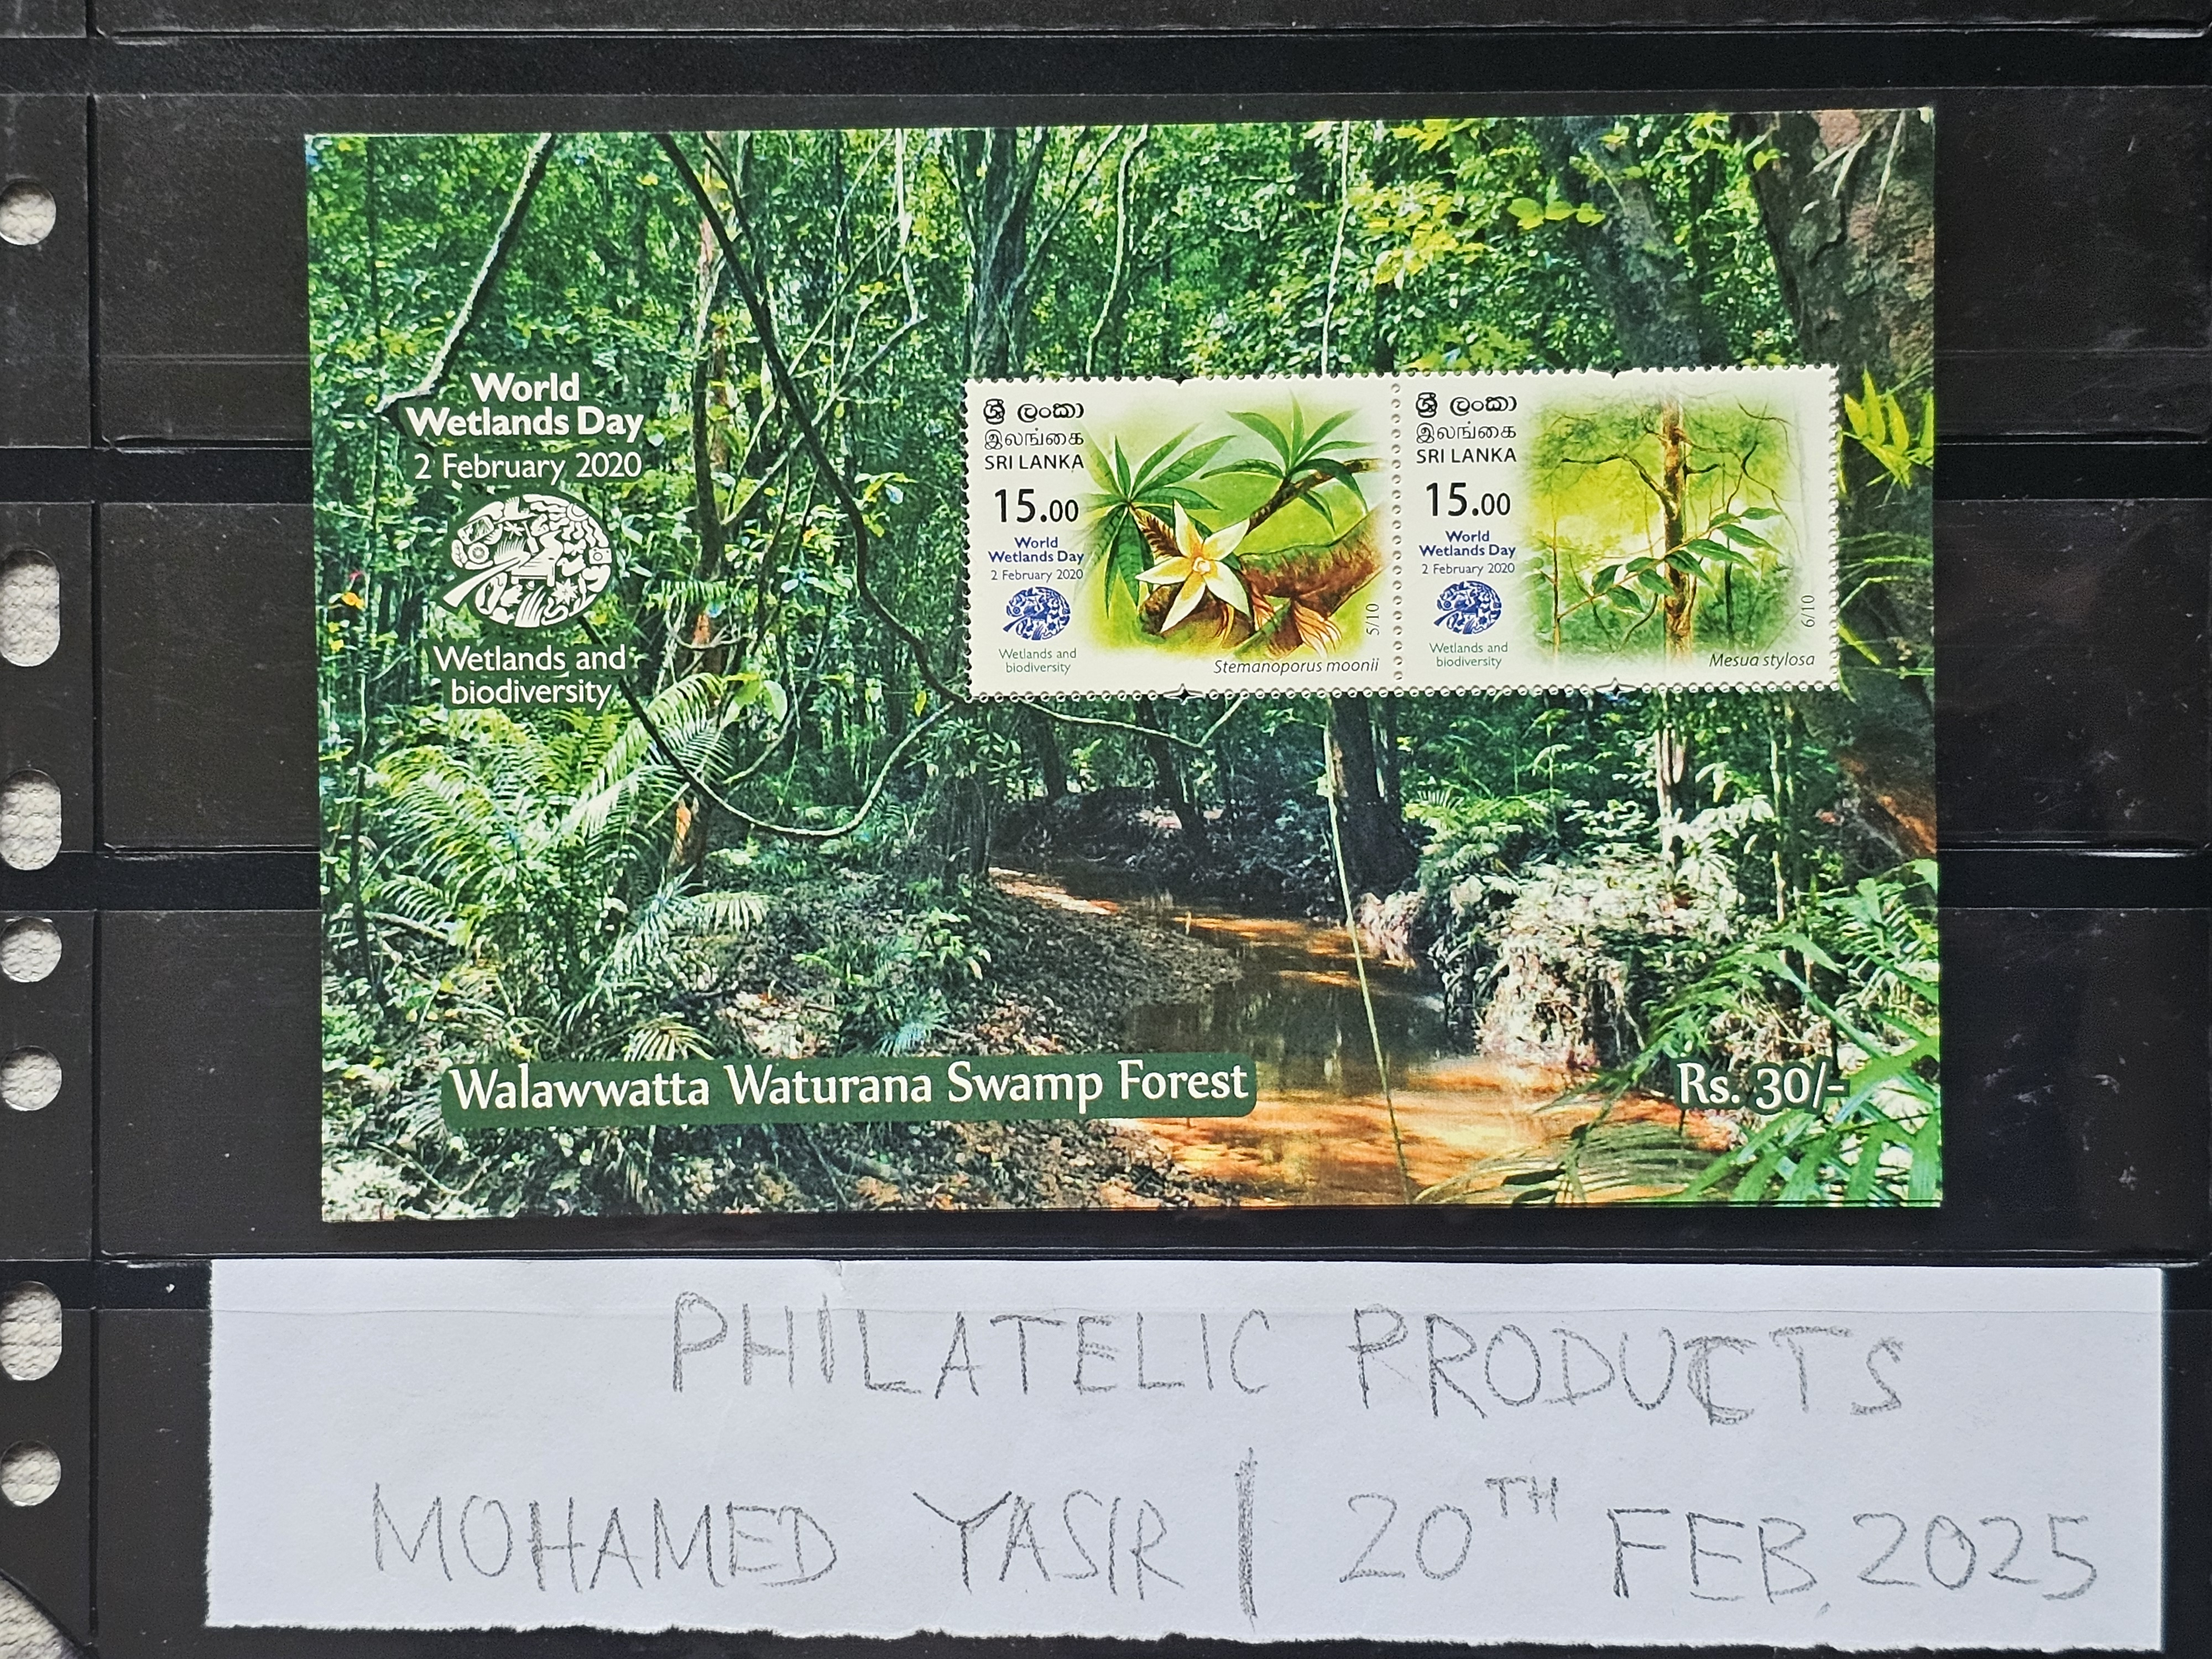 World
Wetlands Day
2 February 2020
Wetlands and
biodiversity
ශ්‍රී ලංකා
இலங்கை
SRI LANKA
15.00
World
Wetlands Day
2 February 2020
Wetlands and
biodiversity
5/10
Stemanoporus moonii
ශ්‍රී ලංකා
இலங்கை
SRI LANKA
15.00
World
Wetlands Day
2 February 2020
Wetlands and
biodiversity
6/10
Mesua stylosa
Walawwatta Waturana Swamp Forest
Rs. 30/-
PHILATELIC PRODUCTS
MOHAMED YASIR | 20TH FEB, 2025